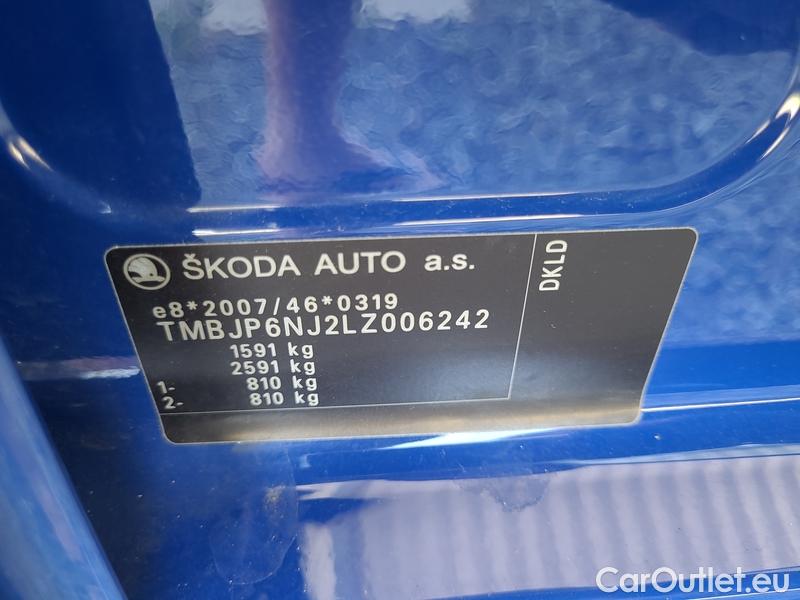 ŠKODA AUTO a.s.
DKLD
e8*2007/46*0319
TMBJP6NJ2LZ006242
1591 kg
2591 kg
1- 810 kg
2- 810 kg
CarOutlet.eu